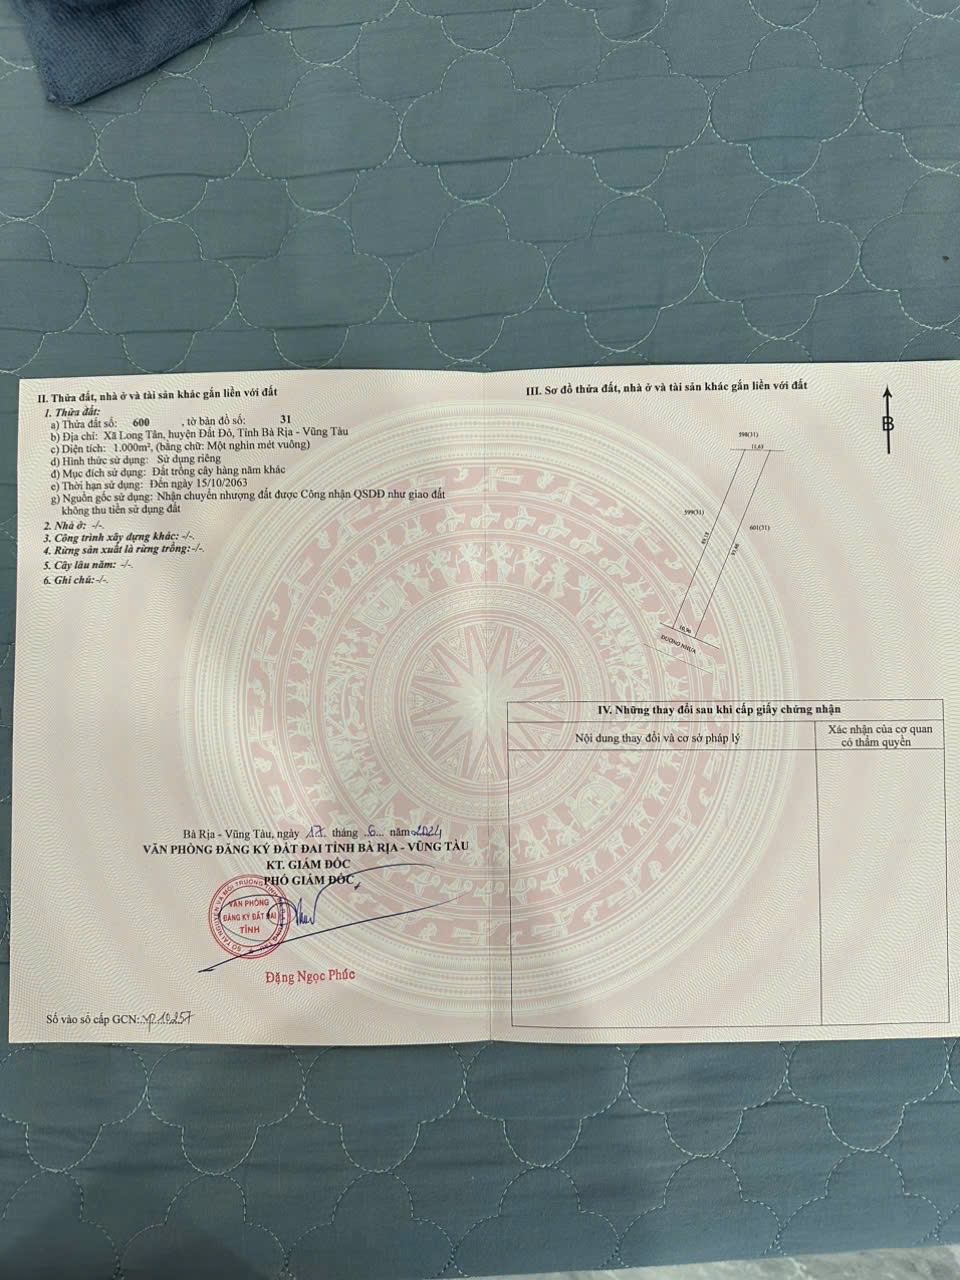 II. Thửa đất, nhà ở và tài sản khác gắn liền với đất
1. Thửa đất:
a) Thửa đất số: 600 , tờ bản đồ số: 31
b) Địa chỉ: Xã Long Tân, huyện Đất Đỏ, Tỉnh Bà Rịa - Vũng Tàu
c) Diện tích: 1.000m², (bằng chữ: Một nghìn mét vuông)
d) Hình thức sử dụng: Sử dụng riêng
đ) Mục đích sử dụng: Đất trồng cây hàng năm khác
e) Thời hạn sử dụng: Đến ngày 15/10/2063
g) Nguồn gốc sử dụng: Nhận chuyển nhượng đất được Công nhận QSDĐ như giao đất
không thu tiền sử dụng đất
2. Nhà ở: -/-.
3. Công trình xây dựng khác: -/-.
4. Rừng sản xuất là rừng trồng:-/-.
5. Cây lâu năm: -/-.
6. Ghi chú:-/-.
Bà Rịa - Vũng Tàu, ngày 17 tháng 6 năm 2024
VĂN PHÒNG ĐĂNG KÝ ĐẤT ĐAI TỈNH BÀ RỊA - VŨNG TÀU
KT. GIÁM ĐỐC
PHÓ GIÁM ĐỐC
VĂN PHÒNG
ĐĂNG KÝ ĐẤT ĐAI
TỈNH
Đặng Ngọc Phúc
Số vào sổ cấp GCN: VP10257
III. Sơ đồ thửa đất, nhà ở và tài sản khác gắn liền với đất
B
598(31)
11,63
599(31)
601(31)
10,96
ĐƯỜNG NHỰA
IV. Những thay đổi sau khi cấp giấy chứng nhận
Nội dung thay đổi và cơ sở pháp lý
Xác nhận của cơ quan
có thẩm quyền